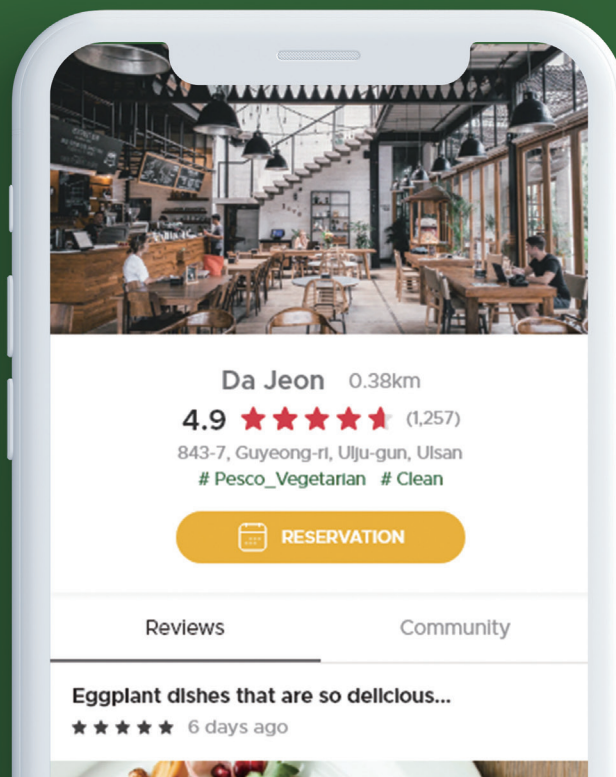 Da Jeon 0.38km
4.9 (1,257)
843-7, Guyeong-ri, Ulju-gun, Ulsan
# Pesco_Vegetarian # Clean
RESERVATION
Reviews Community
Eggplant dishes that are so delicious...
6 days ago